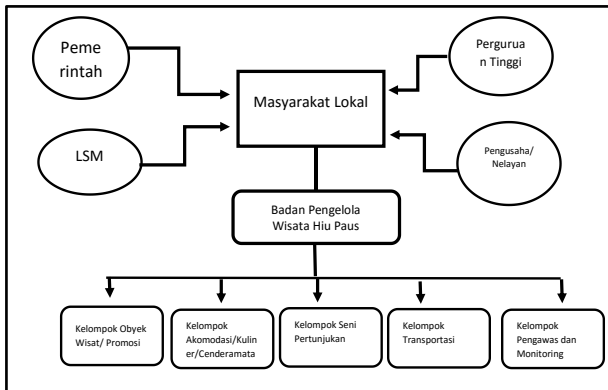 Peme
rintah
Pergurua
n Tinggi
Masyarakat Lokal
LSM
Pengusaha/
Nelayan
Badan Pengelola
Wisata Hiu Paus
Kelompok Obyek
Wisat/ Promosi
Kelompok
Akomodasi/Kulin
er/Cenderamata
Kelompok Seni
Pertunjukan
Kelompok
Transportasi
Kelompok
Pengawas dan
Monitoring